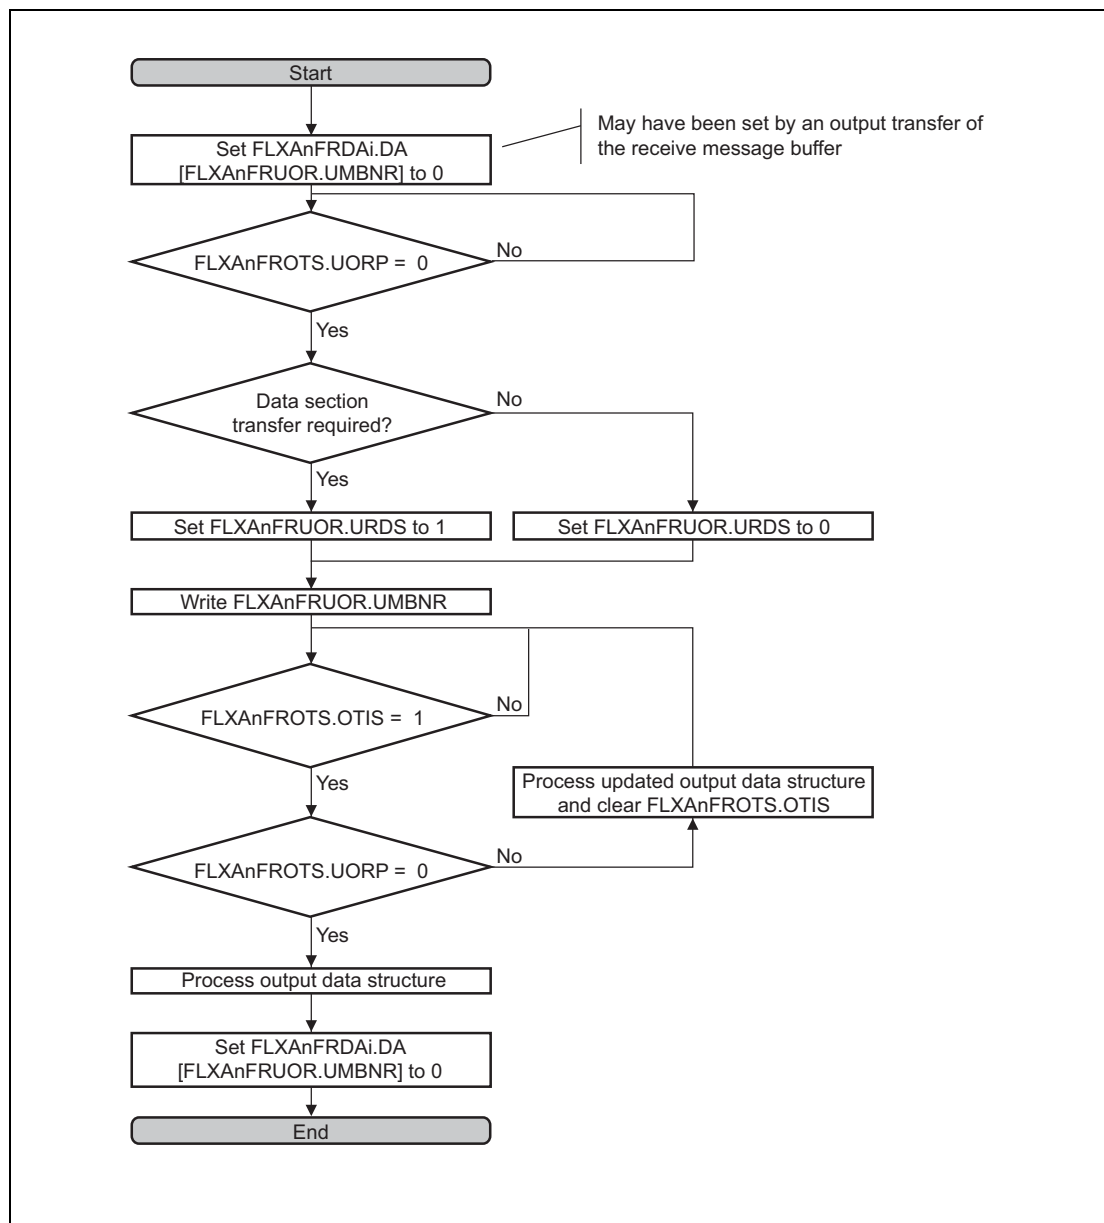 Start
Set FLXAnFRDAi.DA
[FLXAnFRUOR.UMBNR] to 0
May have been set by an output transfer of
the receive message buffer
FLXAnFROTS.UORP = 0
No
Yes
Data section
transfer required?
No
Yes
Set FLXAnFRUOR.URDS to 1
Set FLXAnFRUOR.URDS to 0
Write FLXAnFRUOR.UMBNR
FLXAnFROTS.OTIS = 1
No
Yes
Process updated output data structure
and clear FLXAnFROTS.OTIS
FLXAnFROTS.UORP = 0
No
Yes
Process output data structure
Set FLXAnFRDAi.DA
[FLXAnFRUOR.UMBNR] to 0
End